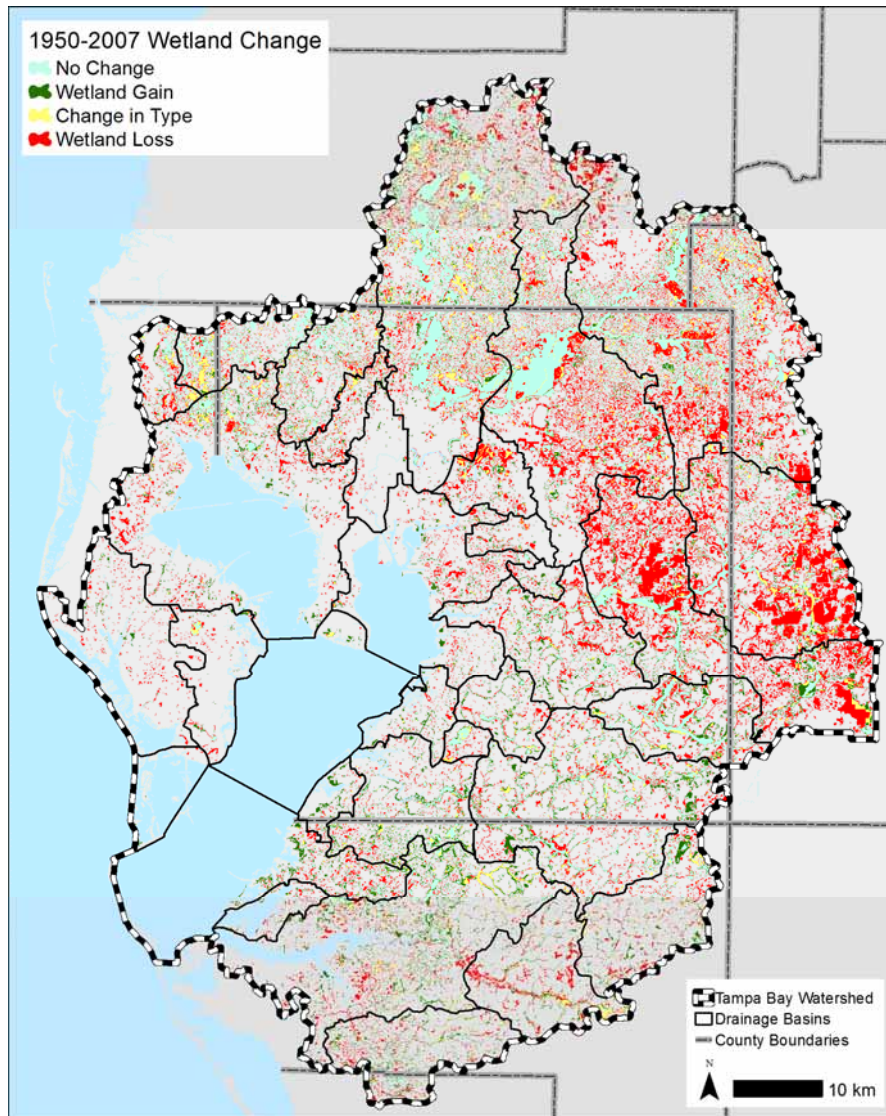 1950-2007 Wetland Change
No Change
Wetland Gain
Change in Type
Wetland Loss
Tampa Bay Watershed
Drainage Basins
County Boundaries
N
10 km